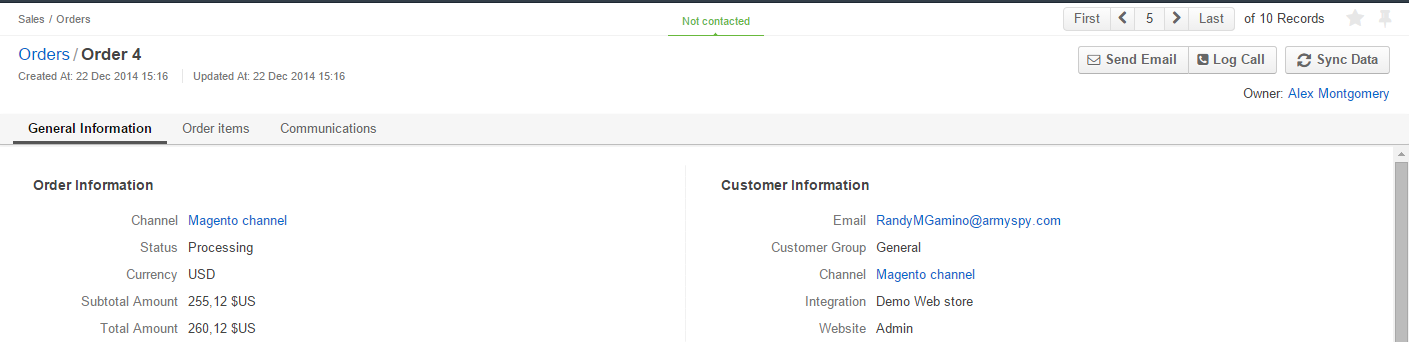 Sales / Orders
Not contacted
First 5 Last of 10 Records
Orders / Order 4
Send Email Log Call Sync Data
Created At: 22 Dec 2014 15:16 Updated At: 22 Dec 2014 15:16
Owner: Alex Montgomery
General Information Order items Communications
Order Information
Channel Magento channel
Status Processing
Currency USD
Subtotal Amount 255,12 $US
Total Amount 260,12 $US
Customer Information
Email RandyMGamino@armyspy.com
Customer Group General
Channel Magento channel
Integration Demo Web store
Website Admin